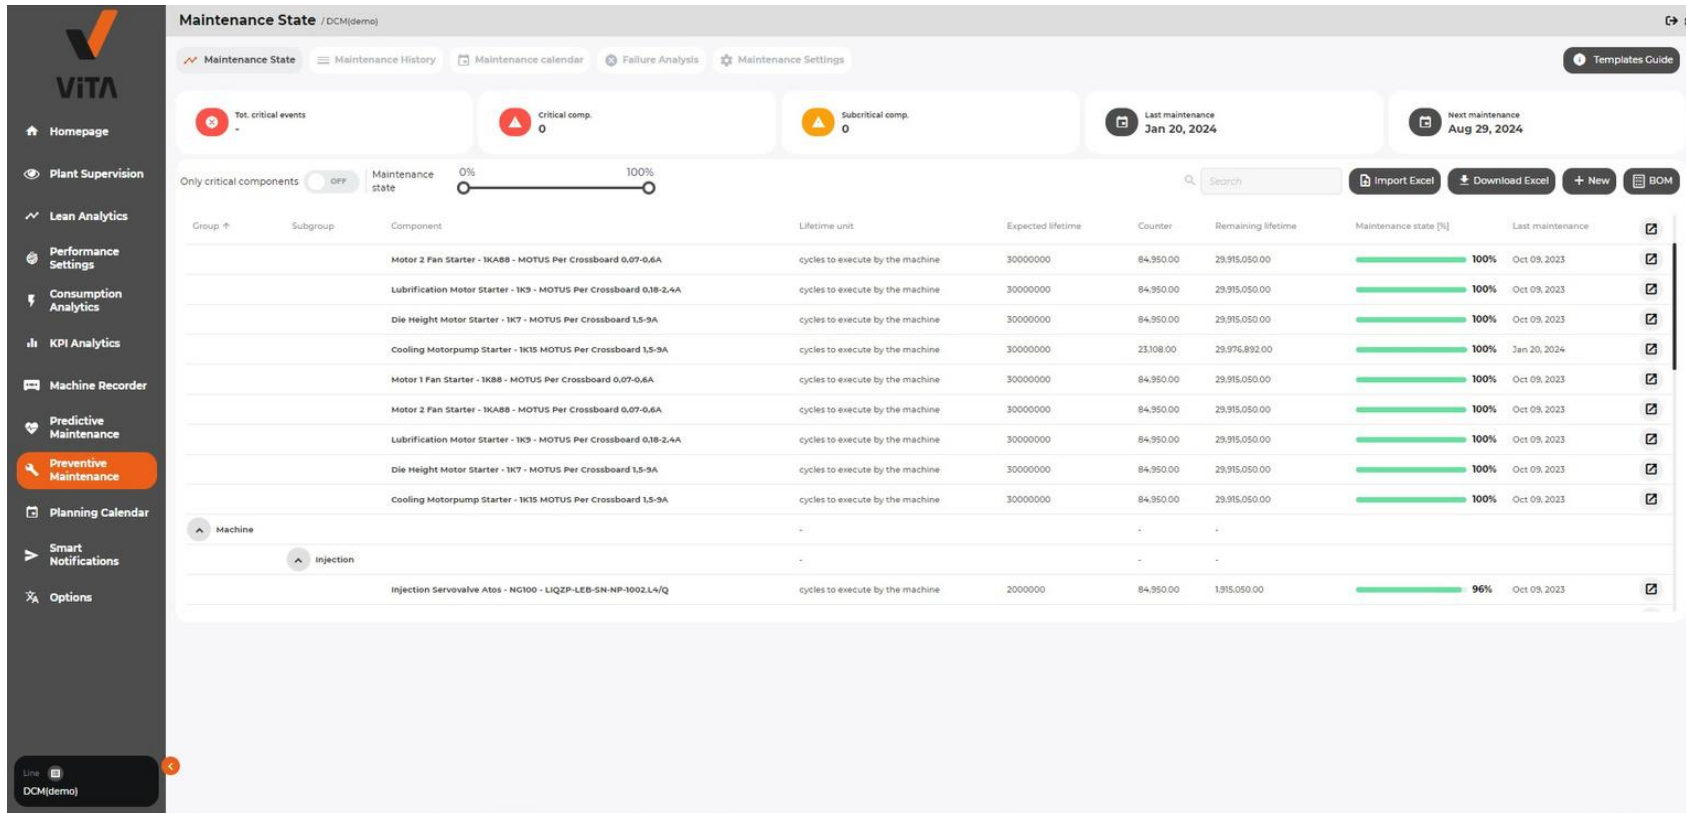 ViTA
Homepage
Plant Supervision
Lean Analytics
Performance
Settings
Consumption
Analytics
KPI Analytics
Machine Recorder
Predictive
Maintenance
Preventive
Maintenance
Planning Calendar
Smart
Notifications
Options
Line
DCM(demo)
Maintenance State / DCM(demo)
Maintenance State Maintenance History Maintenance calendar Failure Analysis Maintenance Settings Templates Guide
Tot. critical events
-
Critical comp.
0
Subcritical comp.
0
Last maintenance
Jan 20, 2024
Next maintenance
Aug 29, 2024
Only critical components OFF
Maintenance
state
0% 100%
Search Import Excel Download Excel + New BOM
Group ↑ Subgroup Component Lifetime unit Expected lifetime Counter Remaining lifetime Maintenance state [%] Last maintenance
Motor 2 Fan Starter - 1KA88 - MOTUS Per Crossboard 0,07-0,6A cycles to execute by the machine 30000000 84,950.00 29,915,050.00 100% Oct 09, 2023
Lubrification Motor Starter - 1K9 - MOTUS Per Crossboard 0,18-2,4A cycles to execute by the machine 30000000 84,950.00 29,915,050.00 100% Oct 09, 2023
Die Height Motor Starter - 1K7 - MOTUS Per Crossboard 1,5-9A cycles to execute by the machine 30000000 84,950.00 29,915,050.00 100% Oct 09, 2023
Cooling Motorpump Starter - 1K15 MOTUS Per Crossboard 1,5-9A cycles to execute by the machine 30000000 23,108.00 29,976,892.00 100% Jan 20, 2024
Motor 1 Fan Starter - 1K88 - MOTUS Per Crossboard 0,07-0,6A cycles to execute by the machine 30000000 84,950.00 29,915,050.00 100% Oct 09, 2023
Motor 2 Fan Starter - 1KA88 - MOTUS Per Crossboard 0,07-0,6A cycles to execute by the machine 30000000 84,950.00 29,915,050.00 100% Oct 09, 2023
Lubrification Motor Starter - 1K9 - MOTUS Per Crossboard 0,18-2,4A cycles to execute by the machine 30000000 84,950.00 29,915,050.00 100% Oct 09, 2023
Die Height Motor Starter - 1K7 - MOTUS Per Crossboard 1,5-9A cycles to execute by the machine 30000000 84,950.00 29,915,050.00 100% Oct 09, 2023
Cooling Motorpump Starter - 1K15 MOTUS Per Crossboard 1,5-9A cycles to execute by the machine 30000000 84,950.00 29,915,050.00 100% Oct 09, 2023
Machine - - -
Injection - - -
Injection Servovalve Atos - NG100 - LIQZP-LEB-SN-NP-1002.L4/Q cycles to execute by the machine 2000000 84,950.00 1,915,050.00 96% Oct 09, 2023